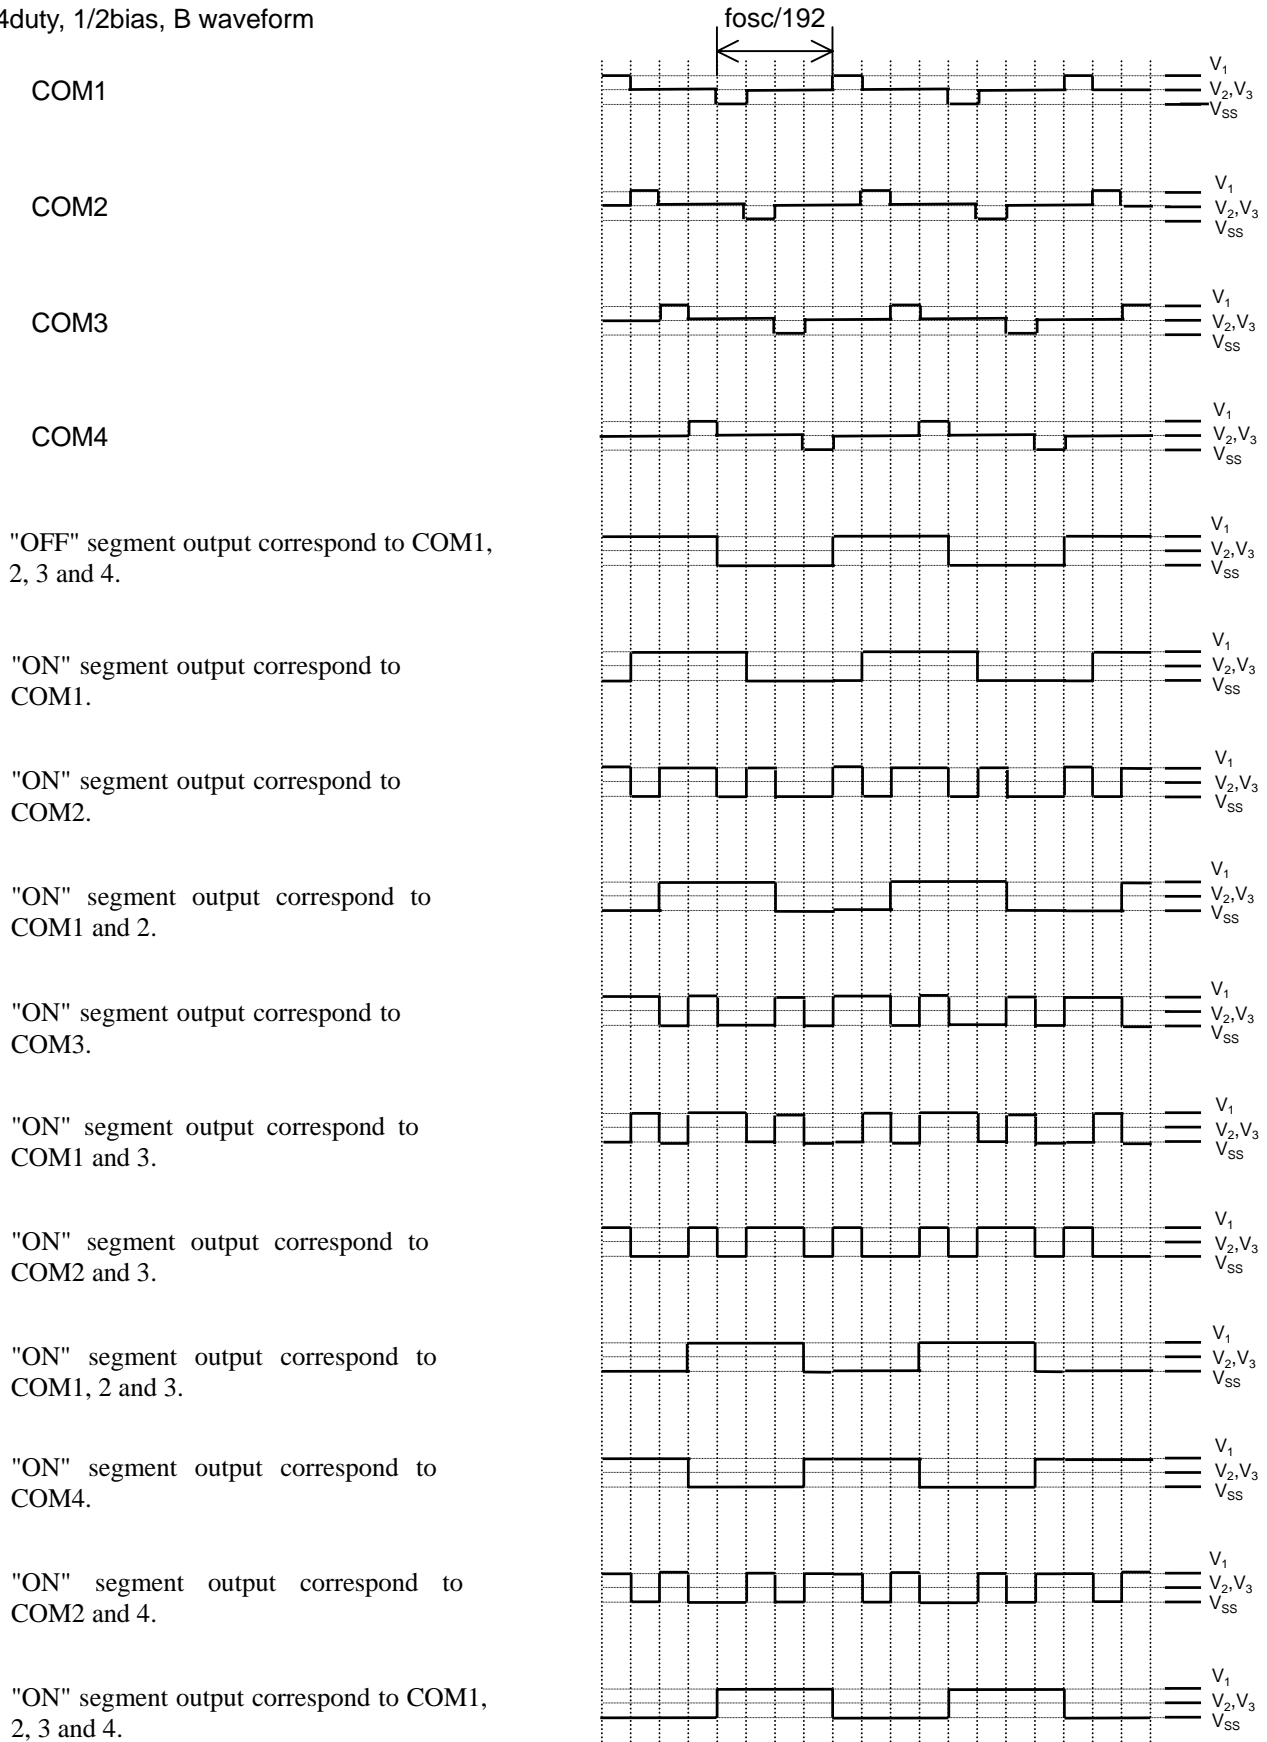 4duty, 1/2bias, B waveform
fosc/192
COM1
V1
V2,V3
VSS
COM2
V1
V2,V3
VSS
COM3
V1
V2,V3
VSS
COM4
V1
V2,V3
VSS
"OFF" segment output correspond to COM1,
2, 3 and 4.
V1
V2,V3
VSS
"ON" segment output correspond to
COM1.
V1
V2,V3
VSS
"ON" segment output correspond to
COM2.
V1
V2,V3
VSS
"ON" segment output correspond to
COM1 and 2.
V1
V2,V3
VSS
"ON" segment output correspond to
COM3.
V1
V2,V3
VSS
"ON" segment output correspond to
COM1 and 3.
V1
V2,V3
VSS
"ON" segment output correspond to
COM2 and 3.
V1
V2,V3
VSS
"ON" segment output correspond to
COM1, 2 and 3.
V1
V2,V3
VSS
"ON" segment output correspond to
COM4.
V1
V2,V3
VSS
"ON" segment output correspond to
COM2 and 4.
V1
V2,V3
VSS
"ON" segment output correspond to COM1,
2, 3 and 4.
V1
V2,V3
VSS